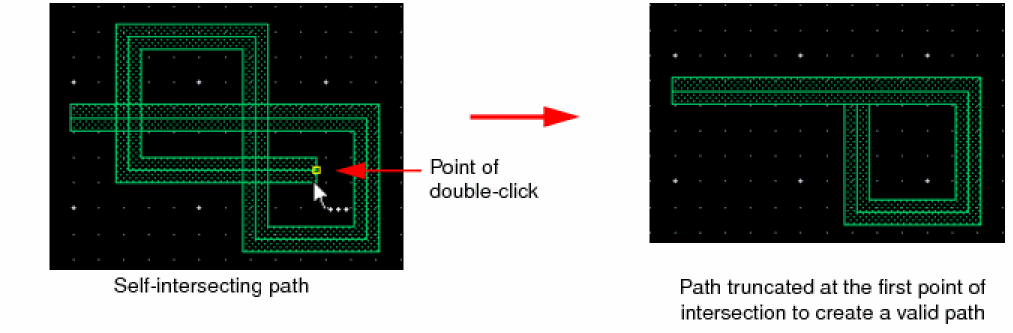 Point of
double-click
Self-intersecting path
Path truncated at the first point of
intersection to create a valid path